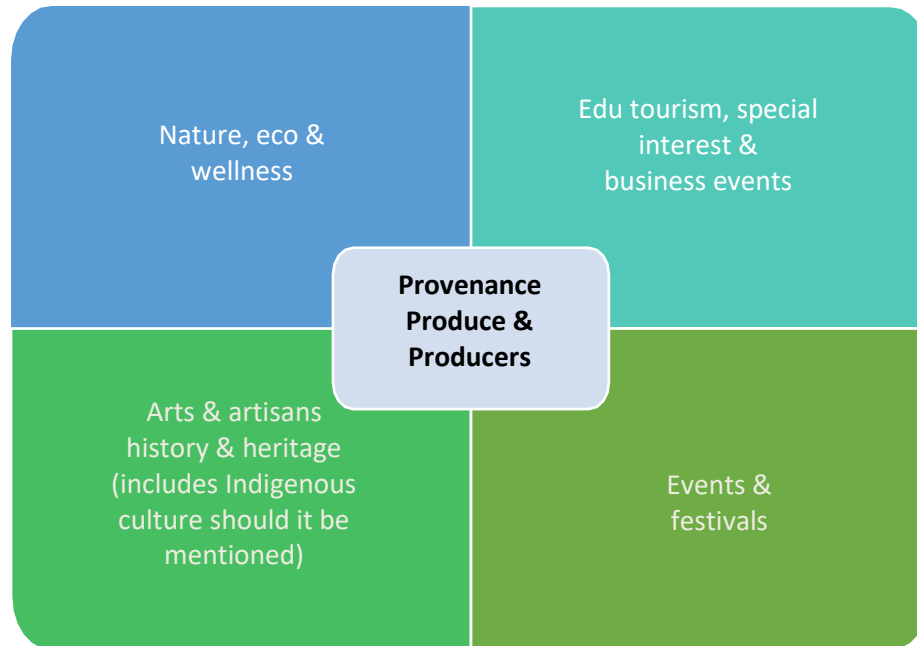 Nature, eco &
wellness
Edu tourism, special
interest &
business events
Provenance
Produce &
Producers
Arts & artisans
history & heritage
(includes Indigenous
culture should it be
mentioned)
Events &
festivals